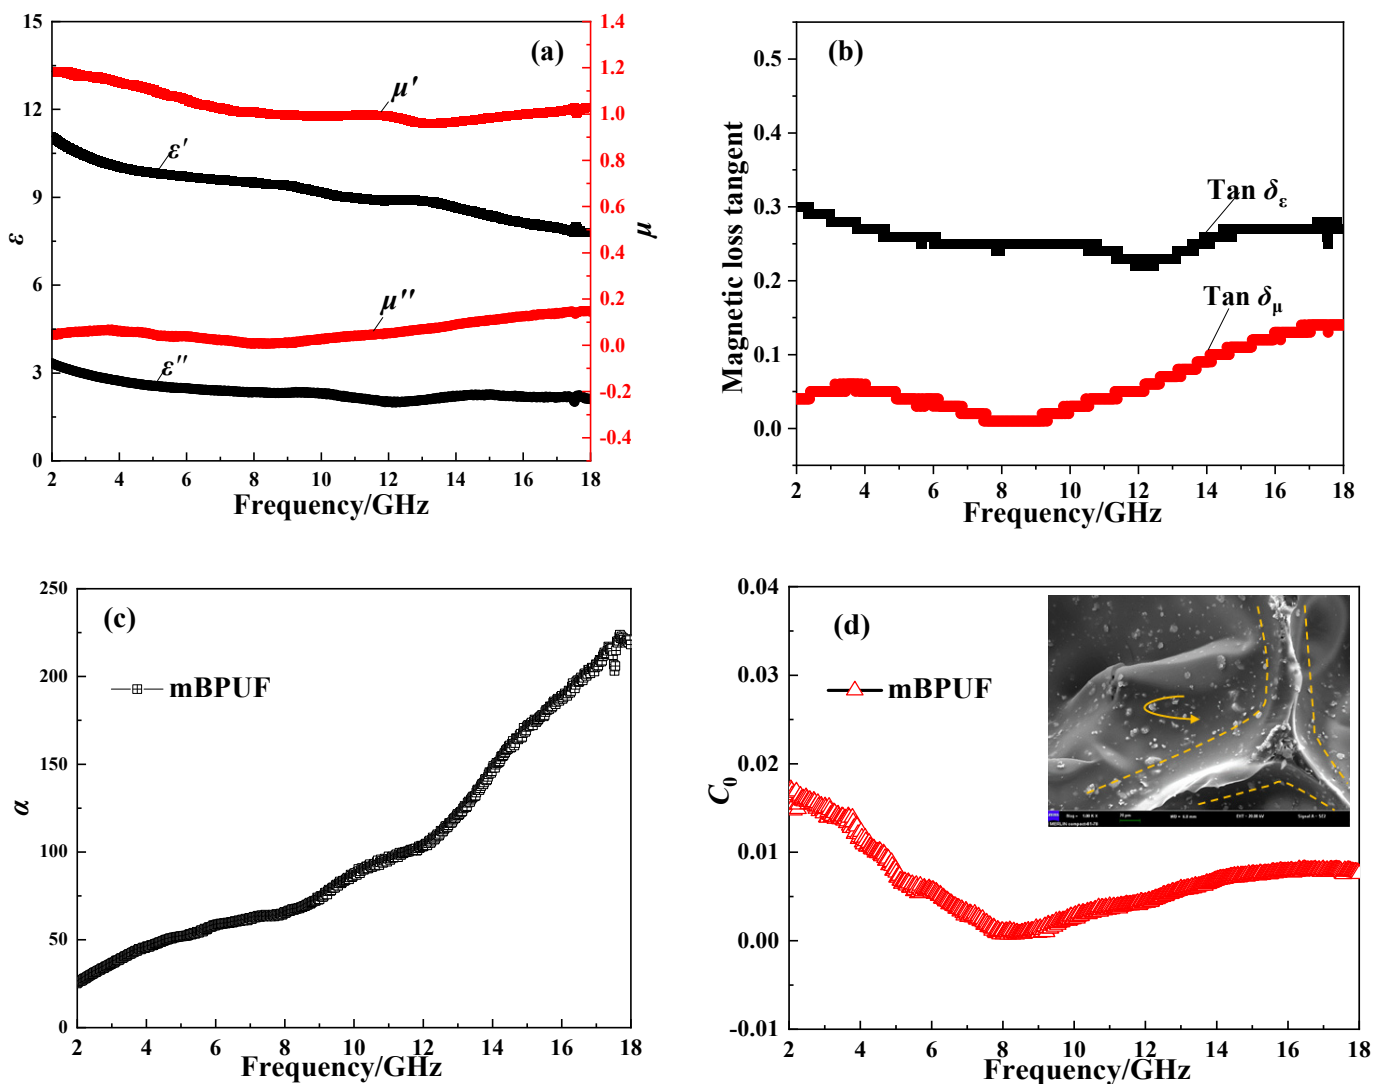 (a)
15
12
9
6
3
0
ε
1.4
1.2
1.0
0.8
0.6
0.4
0.2
0.0
-0.2
-0.4
μ
μ'
ε'
μ''
ε''
2 4 6 8 10 12 14 16 18
Frequency/GHz
(b)
0.5
0.4
0.3
0.2
0.1
0.0
Magnetic loss tangent
Tan δε
Tan δμ
2 4 6 8 10 12 14 16 18
Frequency/GHz
(c)
250
200
150
100
50
0
α
mBPUF
2 4 6 8 10 12 14 16 18
Frequency/GHz
(d)
0.04
0.03
0.02
0.01
0.00
-0.01
C0
mBPUF
2 4 6 8 10 12 14 16 18
Frequency/GHz